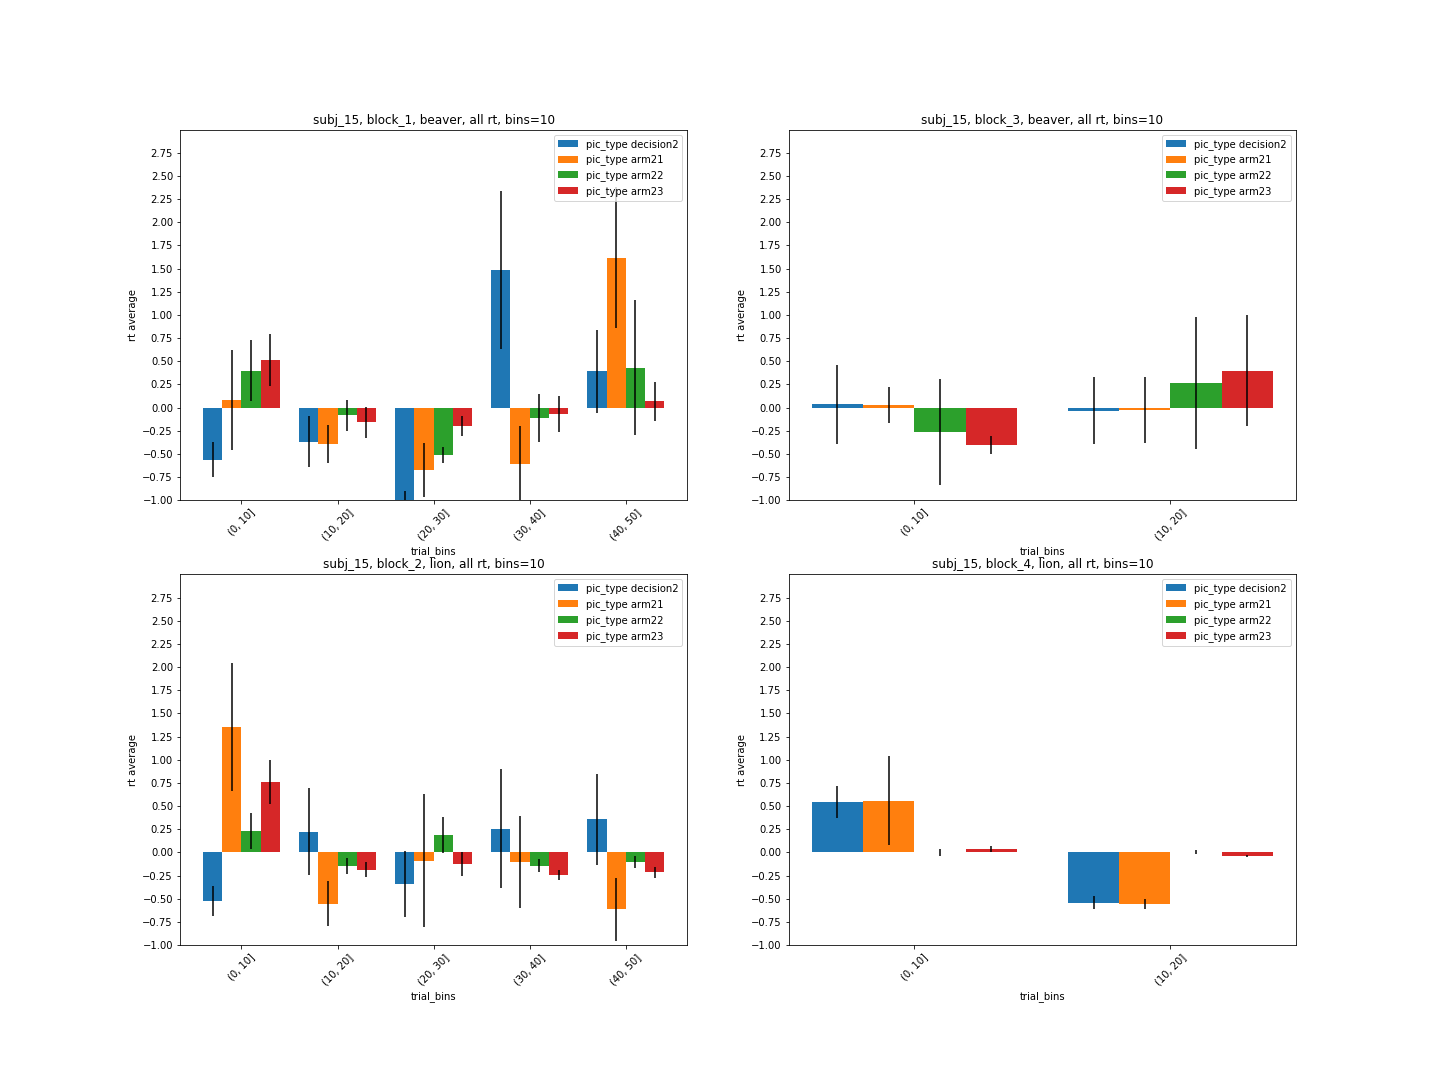 subj_15, block_1, beaver, all rt, bins=10
pic_type decision2
pic_type arm21
pic_type arm22
pic_type arm23
2.75
2.50
2.25
2.00
1.75
1.50
1.25
1.00
0.75
0.50
0.25
0.00
−0.25
−0.50
−0.75
−1.00
rt average
(0, 10]
(10, 20]
(20, 30]
(30, 40]
(40, 50]
trial_bins
subj_15, block_3, beaver, all rt, bins=10
pic_type decision2
pic_type arm21
pic_type arm22
pic_type arm23
2.75
2.50
2.25
2.00
1.75
1.50
1.25
1.00
0.75
0.50
0.25
0.00
−0.25
−0.50
−0.75
−1.00
rt average
(0, 10]
(10, 20]
trial_bins
subj_15, block_2, lion, all rt, bins=10
pic_type decision2
pic_type arm21
pic_type arm22
pic_type arm23
2.75
2.50
2.25
2.00
1.75
1.50
1.25
1.00
0.75
0.50
0.25
0.00
−0.25
−0.50
−0.75
−1.00
rt average
(0, 10]
(10, 20]
(20, 30]
(30, 40]
(40, 50]
trial_bins
subj_15, block_4, lion, all rt, bins=10
pic_type decision2
pic_type arm21
pic_type arm22
pic_type arm23
2.75
2.50
2.25
2.00
1.75
1.50
1.25
1.00
0.75
0.50
0.25
0.00
−0.25
−0.50
−0.75
−1.00
rt average
(0, 10]
(10, 20]
trial_bins